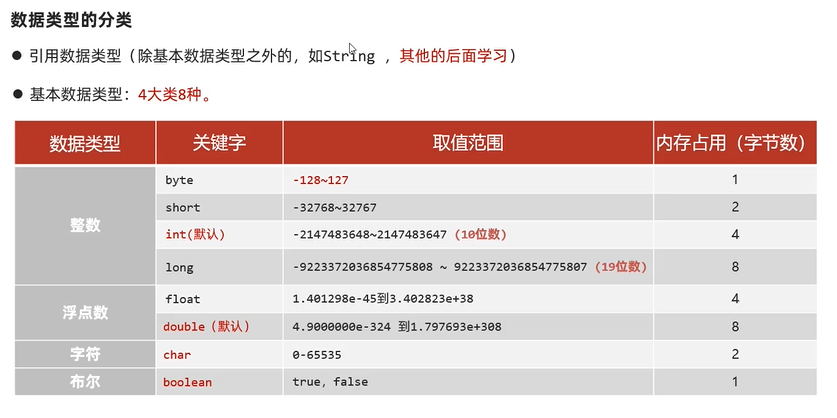 数据类型的分类
● 引用数据类型（除基本数据类型之外的，如String ，其他的后面学习）
● 基本数据类型：4大类8种。
数据类型 关键字 取值范围 内存占用（字节数）
整数
byte -128~127 1
short -32768~32767 2
int(默认) -2147483648~2147483647 (10位数) 4
long -9223372036854775808 ~ 9223372036854775807 (19位数) 8
浮点数
float 1.401298e-45到3.402823e+38 4
double (默认) 4.9000000e-324 到1.797693e+308 8
字符 char 0-65535 2
布尔 boolean true, false 1